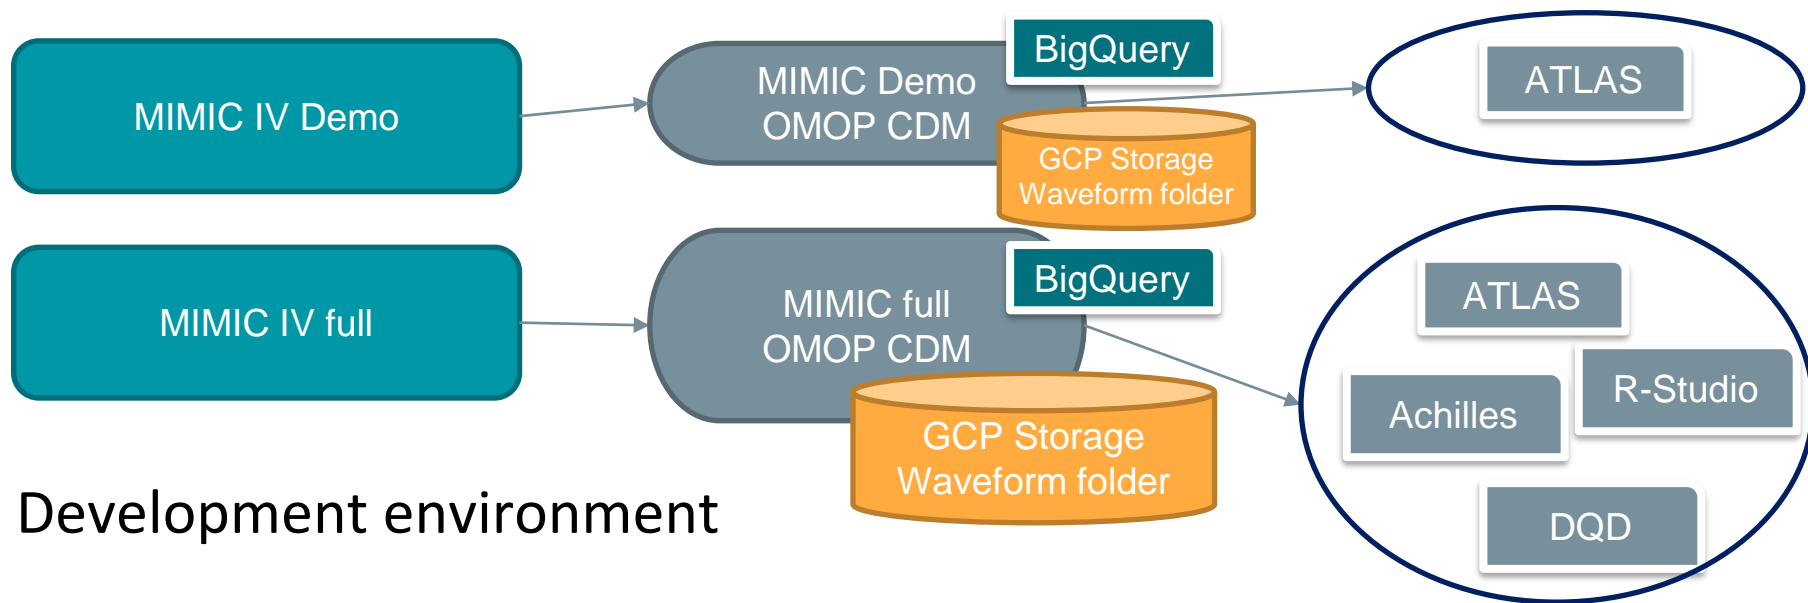 MIMIC IV Demo
MIMIC Demo
OMOP CDM
BigQuery
GCP Storage
Waveform folder
ATLAS
MIMIC IV full
MIMIC full
OMOP CDM
BigQuery
GCP Storage
Waveform folder
ATLAS
R-Studio
Achilles
DQD
Development environment